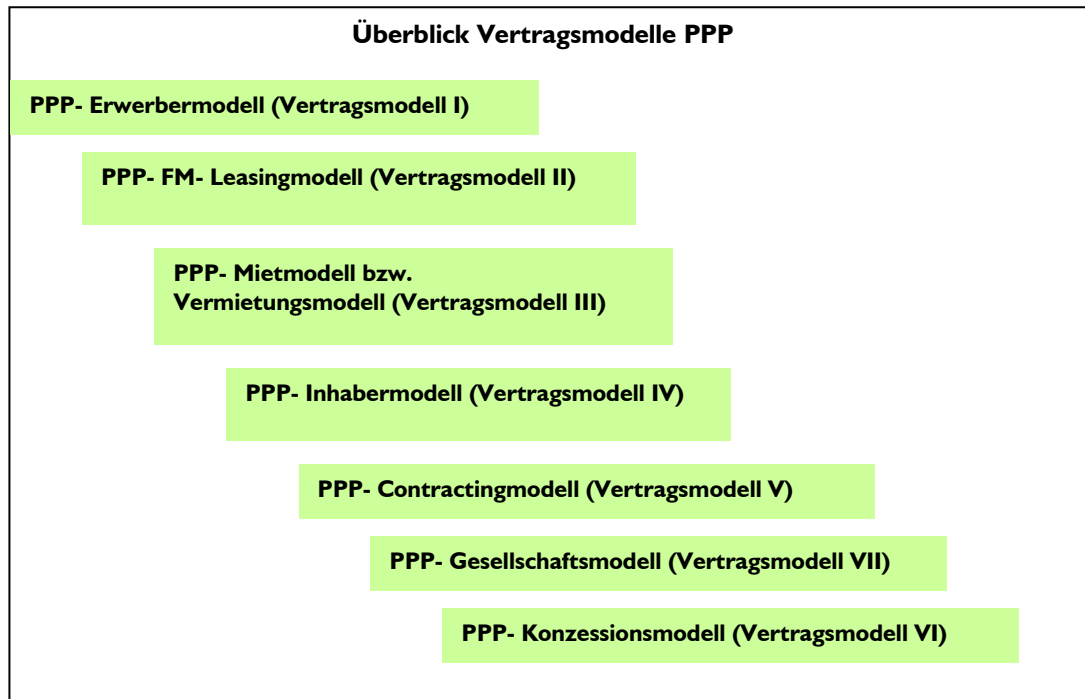 Überblick Vertragsmodelle PPP
PPP- Erwerbermodell (Vertragsmodell I)
PPP- FM- Leasingmodell (Vertragsmodell II)
PPP- Mietmodell bzw.
Vermietungsmodell (Vertragsmodell III)
PPP- Inhabermodell (Vertragsmodell IV)
PPP- Contractingmodell (Vertragsmodell V)
PPP- Gesellschaftsmodell (Vertragsmodell VII)
PPP- Konzessionsmodell (Vertragsmodell VI)